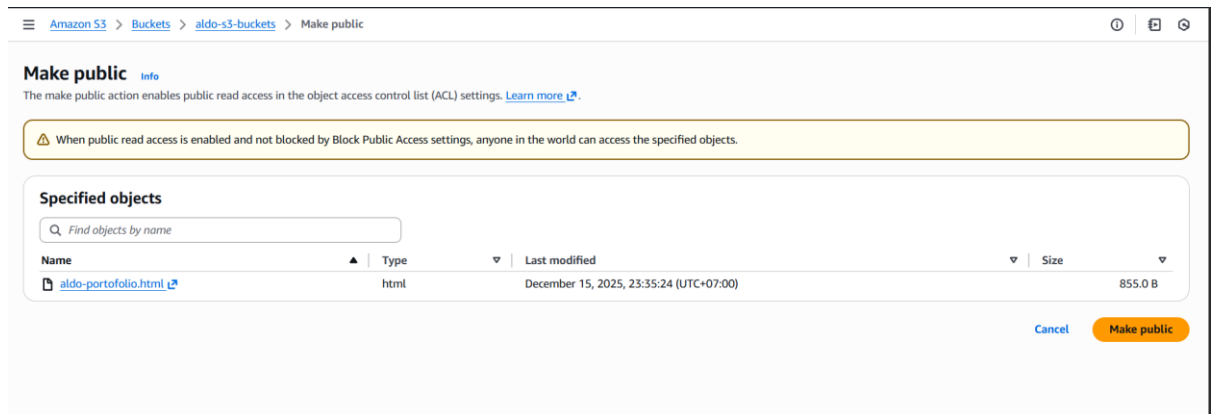 Amazon S3 > Buckets > aldo-s3-buckets > Make public
Make public Info
The make public action enables public read access in the object access control list (ACL) settings. Learn more.
When public read access is enabled and not blocked by Block Public Access settings, anyone in the world can access the specified objects.
Specified objects
Find objects by name
Name Type Last modified Size
aldo-portofolio.html html December 15, 2025, 23:35:24 (UTC+07:00) 855.0 B
Cancel Make public